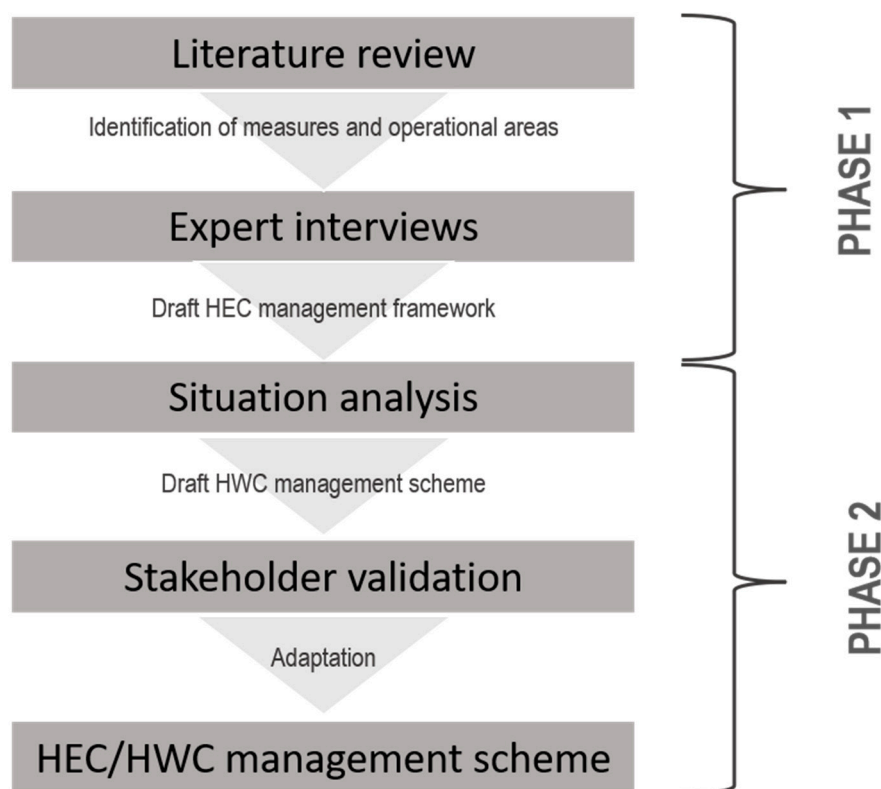 Literature review
Identification of measures and operational areas
Expert interviews
Draft HEC management framework
PHASE 1
Situation analysis
Draft HWC management scheme
Stakeholder validation
Adaptation
HEC/HWC management scheme
PHASE 2